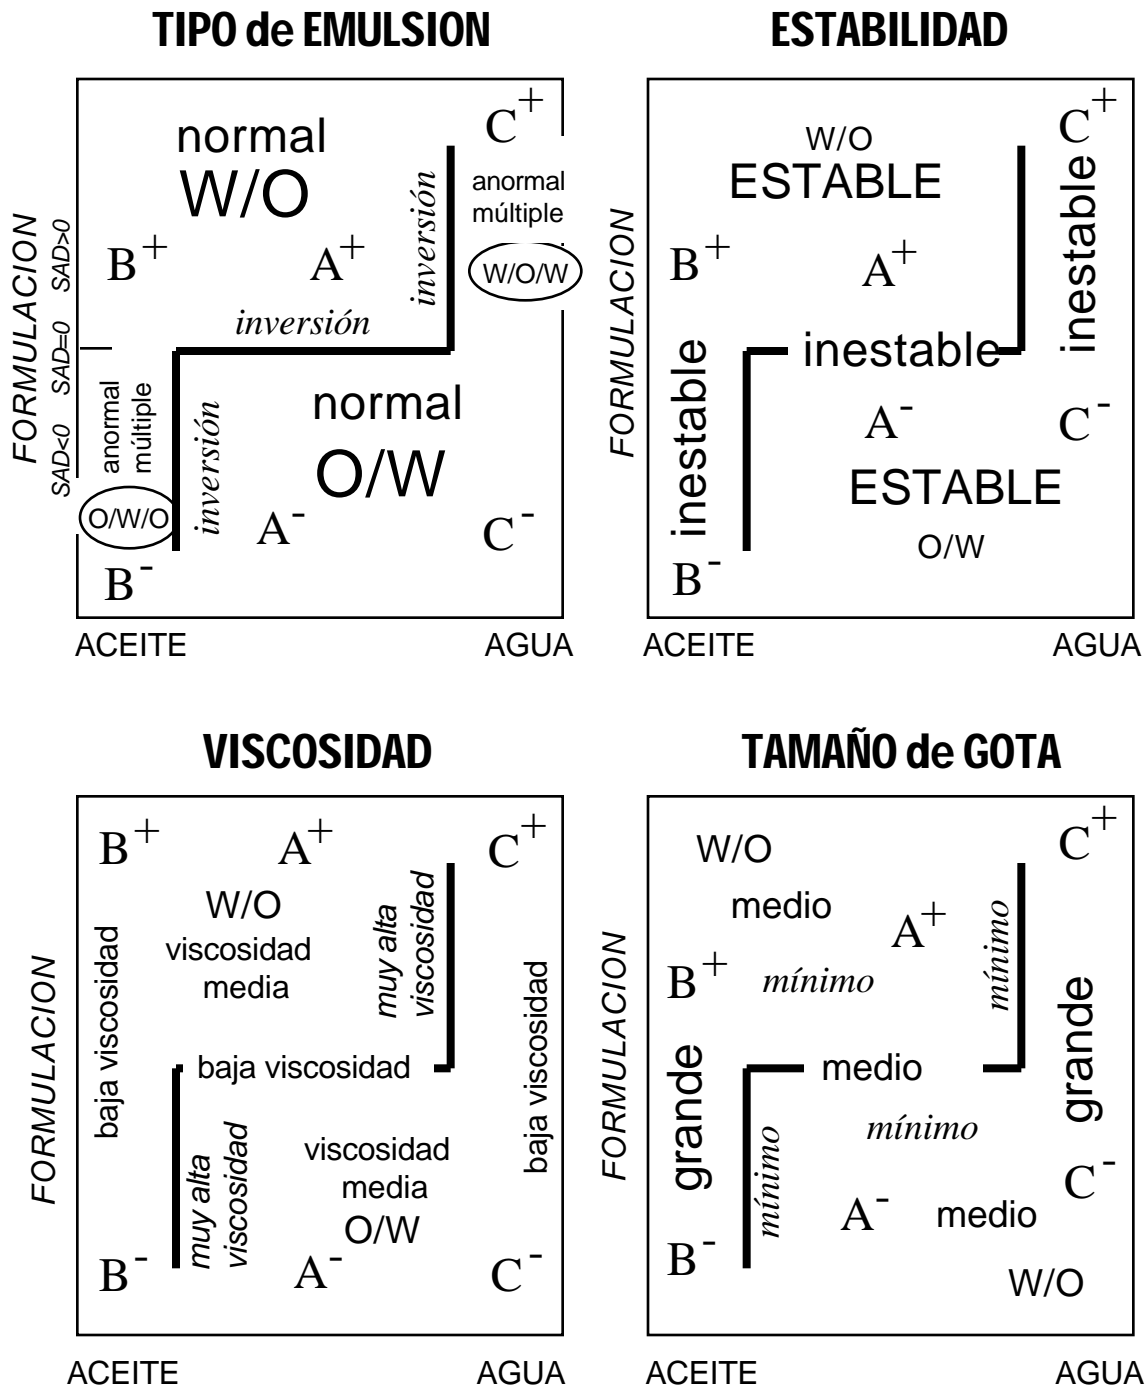 TIPO de EMULSION
C+
normal
W/O
anormal
múltiple
inversión
B+
A+
W/O/W
inversión
FORMULACION
SAD<0 SAD=0 SAD>0
anormal
múltiple
normal
O/W
inversión
O/W/O
A-
C-
B-
ACEITE
AGUA
ESTABILIDAD
C+
W/O
ESTABLE
inestable
B+
A+
FORMULACION
inestable
inestable
A-
C-
ESTABLE
O/W
B-
ACEITE
AGUA
VISCOSIDAD
B+
A+
C+
W/O
viscosidad
media
muy alta
viscosidad
baja viscosidad
FORMULACION
baja viscosidad
baja viscosidad
viscosidad
media
O/W
muy alta
viscosidad
B-
A-
C-
ACEITE
AGUA
TAMAÑO de GOTA
C+
W/O
medio
A+
B+
mínimo
mínimo
FORMULACION
grande
grande
medio
mínimo
mínimo
C-
A-
medio
B-
W/O
ACEITE
AGUA